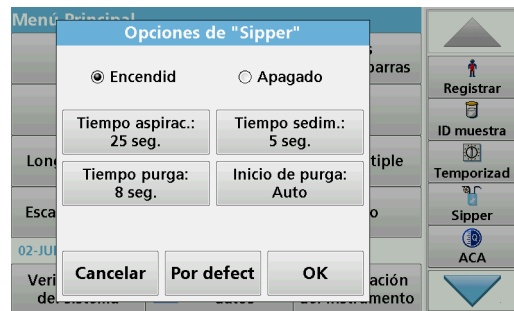 Menú Principal
Opciones de "Sipper"
Encendid
Apagado
Tiempo aspirac.:
25 seg.
Tiempo sedim.:
5 seg.
Tiempo purga:
8 seg.
Inicio de purga:
Auto
Cancelar
Por defect
OK
02-JU
Registrar
ID muestra
Temporizad
Sipper
ACA